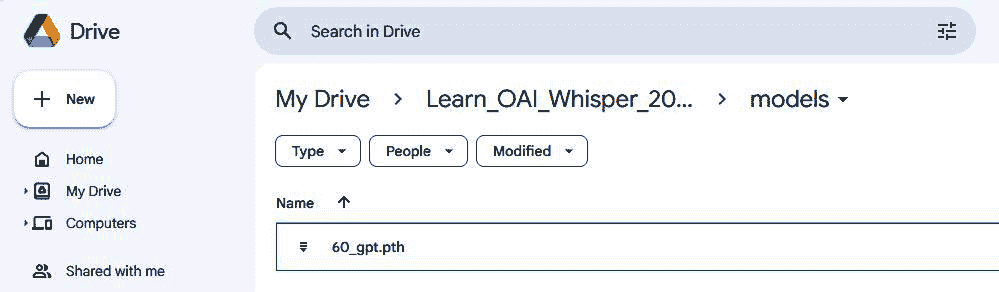 Drive
Search in Drive
New
My Drive > Learn_OAI_Whisper_20... > models
Type People Modified
Home
My Drive
Computers
Name
60_gpt.pth
Shared with me